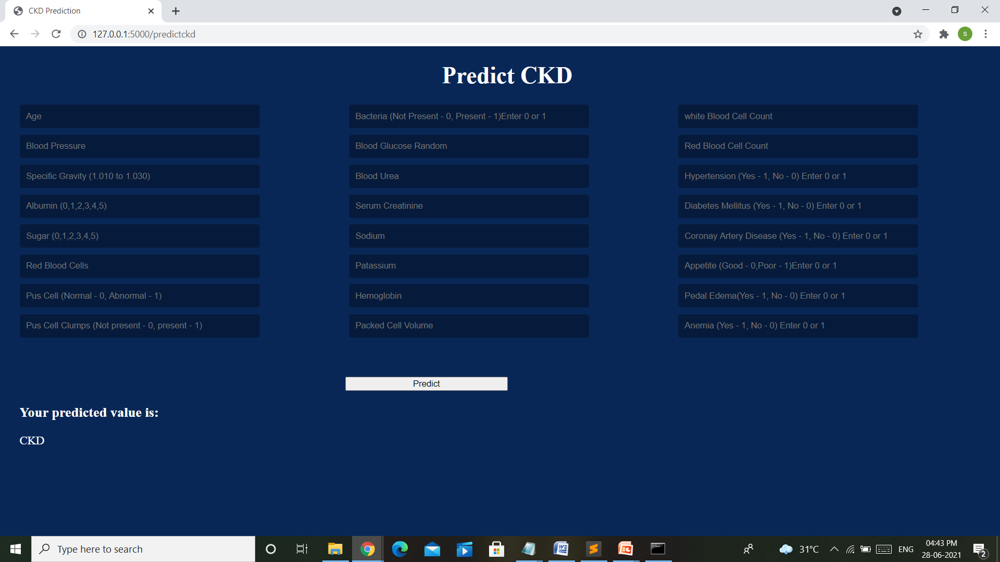 CKD Prediction
127.0.0.1:5000/predictckd
S
Predict CKD
Age
Blood Pressure
Specific Gravity (1.010 to 1.030)
Albumin (0,1,2,3,4,5)
Sugar (0,1,2,3,4,5)
Red Blood Cells
Pus Cell (Normal - 0, Abnormal - 1)
Pus Cell Clumps (Not present - 0, present - 1)
Bacteria (Not Present - 0, Present - 1)Enter 0 or 1
Blood Glucose Random
Blood Urea
Serum Creatinine
Sodium
Patassium
Hemoglobin
Packed Cell Volume
white Blood Cell Count
Red Blood Cell Count
Hypertension (Yes - 1, No - 0) Enter 0 or 1
Diabetes Mellitus (Yes - 1, No - 0) Enter 0 or 1
Coronay Artery Disease (Yes - 1, No - 0) Enter 0 or 1
Appetite (Good - 0,Poor - 1)Enter 0 or 1
Pedal Edema(Yes - 1, No - 0) Enter 0 or 1
Anemia (Yes - 1, No - 0) Enter 0 or 1
Predict
Your predicted value is:
CKD
Type here to search
31°C
ENG
04:43 PM
28-06-2021
2